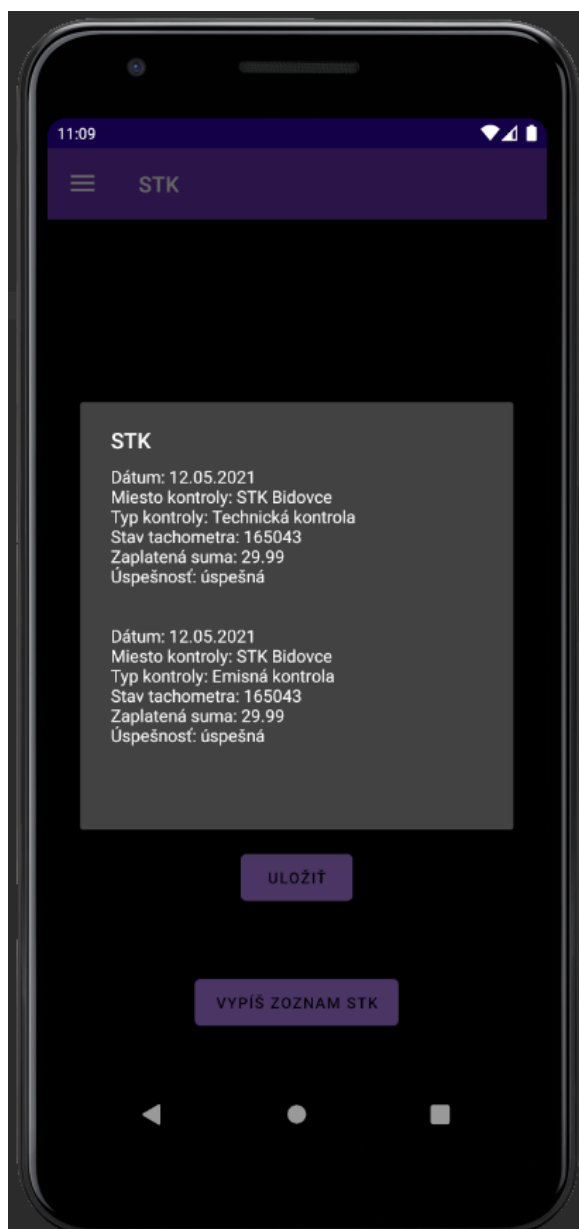 11:09
STK
STK
Dátum: 12.05.2021
Miesto kontroly: STK Bidovce
Typ kontroly: Technická kontrola
Stav tachometra: 165043
Zaplatená suma: 29.99
Úspešnosť: úspešná
Dátum: 12.05.2021
Miesto kontroly: STK Bidovce
Typ kontroly: Emisná kontrola
Stav tachometra: 165043
Zaplatená suma: 29.99
Úspešnosť: úspešná
ULOŽIŤ
VYPÍŠ ZOZNAM STK